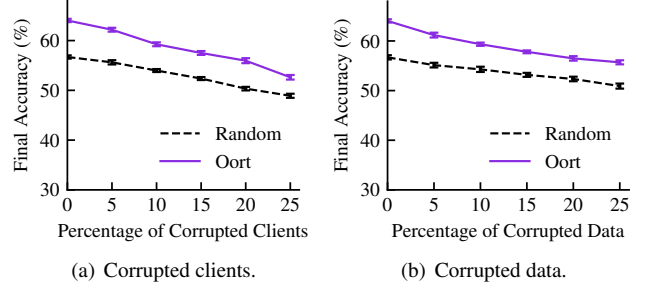 Final Accuracy (%)
60
50
40
30
0 5 10 15 20 25
Random
Oort
Percentage of Corrupted Clients
(a) Corrupted clients.
Final Accuracy (%)
60
50
40
30
0 5 10 15 20 25
Random
Oort
Percentage of Corrupted Data
(b) Corrupted data.